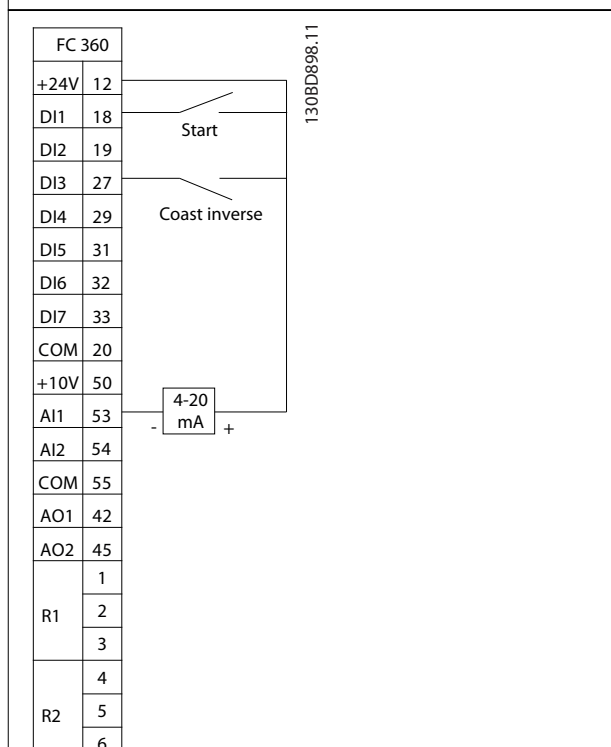 FC 360
130BD898.11
+24V 12
DI1 18
Start
DI2 19
DI3 27
DI4 29
Coast inverse
DI5 31
DI6 32
DI7 33
COM 20
+10V 50
4-20
mA
- +
AI1 53
AI2 54
COM 55
AO1 42
AO2 45
R1
1
2
3
R2
4
5
6